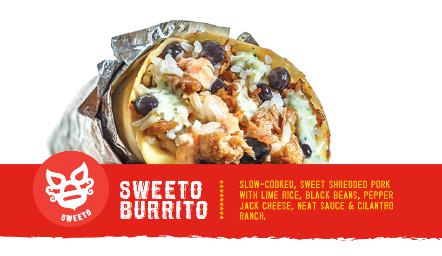 SWEETO
SWEETO
BURRITO
SLOW-COOKED, SWEET SHREDDED PORK
WITH LIME RICE, BLACK BEANS, PEPPER
JACK CHEESE, NEAT SAUCE & CILANTRO
RANCH.